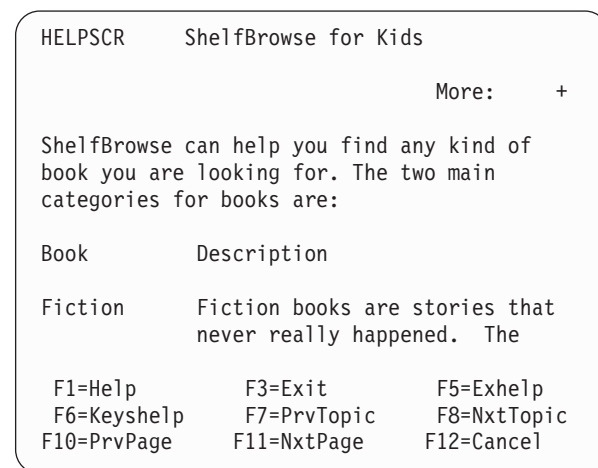 HELPSCR ShelfBrowse for Kids
More: +
ShelfBrowse can help you find any kind of
book you are looking for. The two main
categories for books are:
Book Description
Fiction Fiction books are stories that
never really happened. The
F1=Help F3=Exit F5=Exhelp
F6=Keyshelp F7=PrvTopic F8=NxtTopic
F10=PrvPage F11=NxtPage F12=Cancel